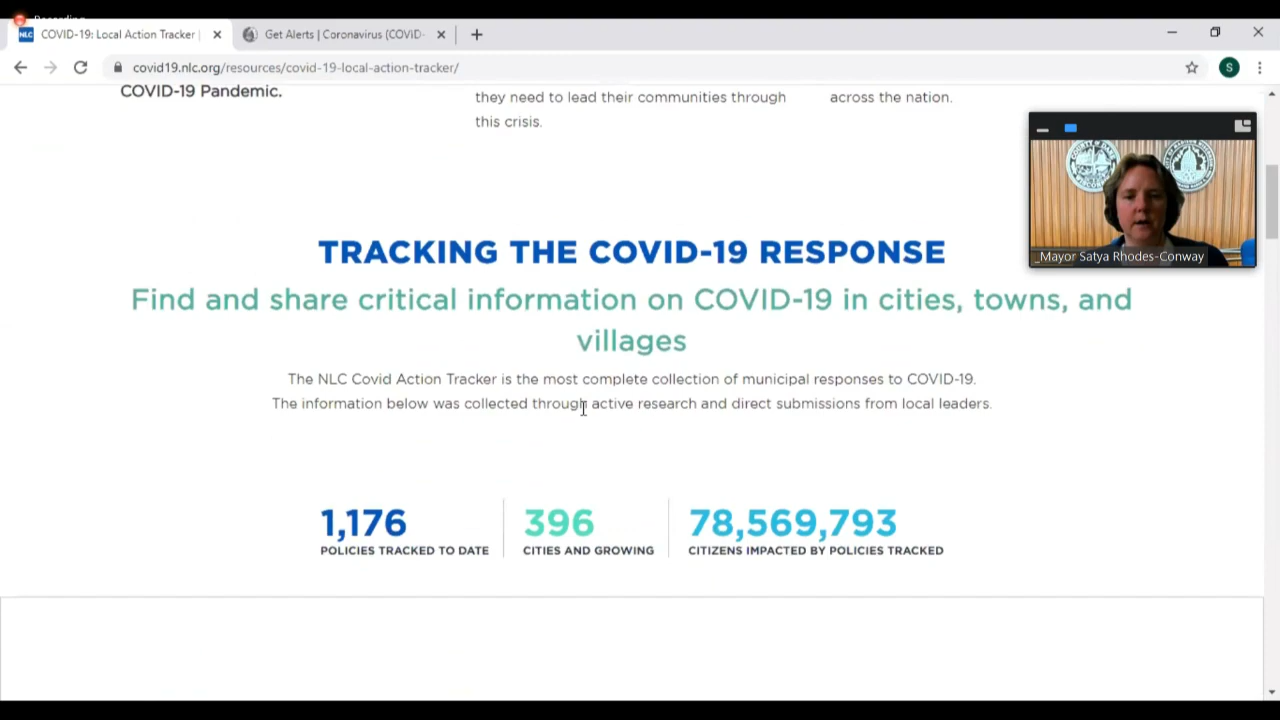 Recording
NLC COVID-19: Local Action Tracker
Get Alerts | Coronavirus (COVID-
covid19.nlc.org/resources/covid-19-local-action-tracker/
S
COVID-19 Pandemic.
they need to lead their communities through
this crisis.
across the nation.
_Mayor Satya Rhodes-Conway
TRACKING THE COVID-19 RESPONSE
Find and share critical information on COVID-19 in cities, towns, and
villages
The NLC Covid Action Tracker is the most complete collection of municipal responses to COVID-19.
The information below was collected through active research and direct submissions from local leaders.
1,176
POLICIES TRACKED TO DATE
396
CITIES AND GROWING
78,569,793
CITIZENS IMPACTED BY POLICIES TRACKED